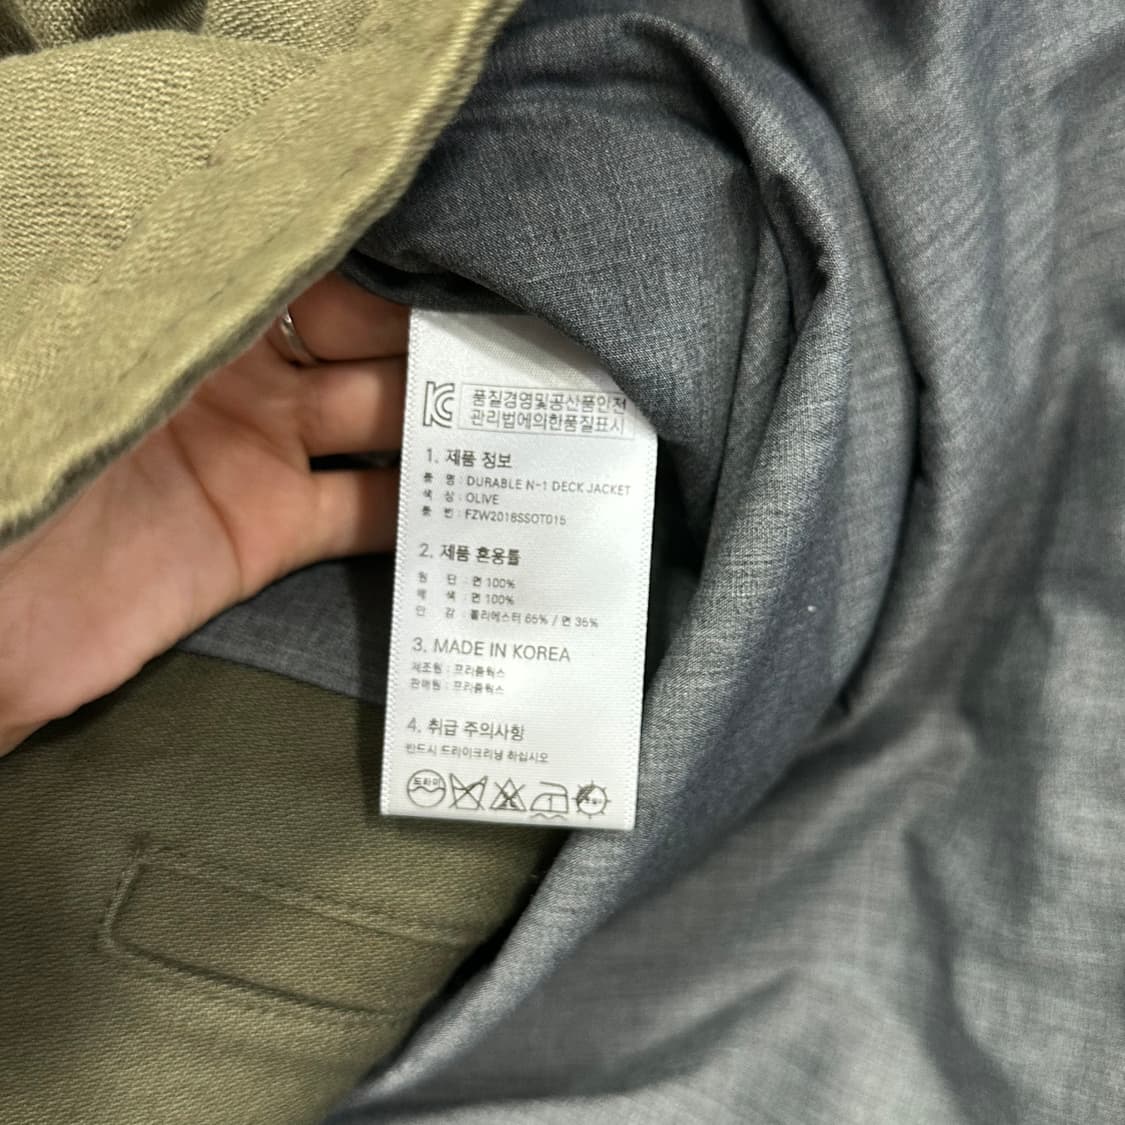 KC 품질경영및공산품안전
관리법에의한품질표시
1. 제품 정보
품 명 : DURABLE N-1 DECK JACKET
색 상 : OLIVE
품 번 : FZW2018SSOT015
2. 제품 혼용률
원 단 : 면 100%
배 색 : 면 100%
안 감 : 폴리에스터 65% / 면 35%
3. MADE IN KOREA
제조원 : 프리즘웍스
판매원 : 프리즘웍스
4. 취급 주의사항
반드시 드라이크리닝 하십시오
드라이